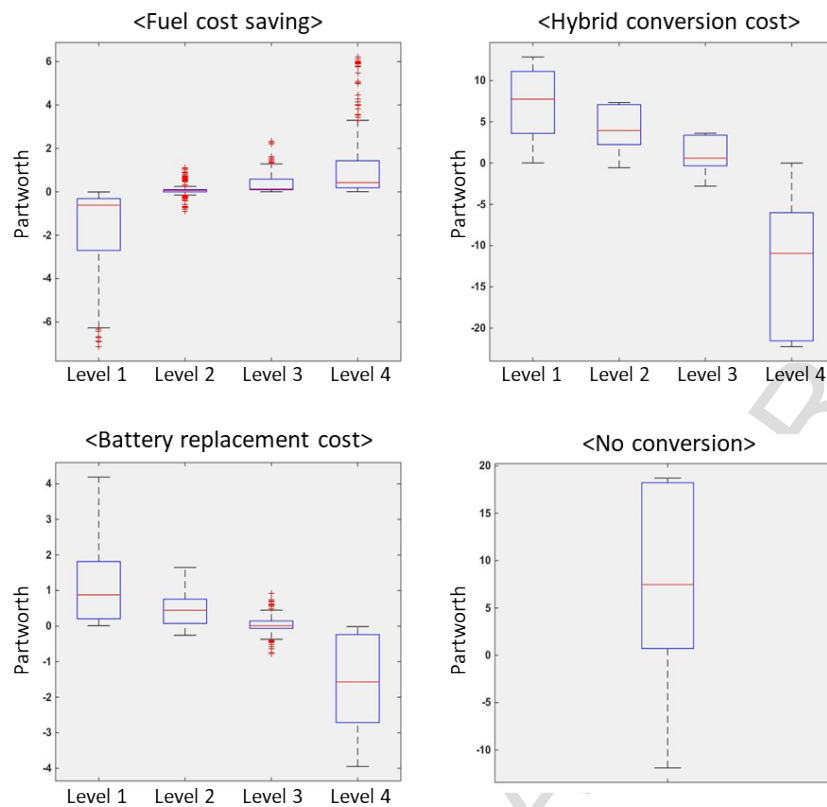 <Fuel cost saving>
Partworth
6
4
2
0
-2
-4
-6
Level 1 Level 2 Level 3 Level 4
<Hybrid conversion cost>
Partworth
10
5
0
-5
-10
-15
-20
Level 1 Level 2 Level 3 Level 4
<Battery replacement cost>
Partworth
4
3
2
1
0
-1
-2
-3
-4
Level 1 Level 2 Level 3 Level 4
<No conversion>
Partworth
20
15
10
5
0
-5
-10